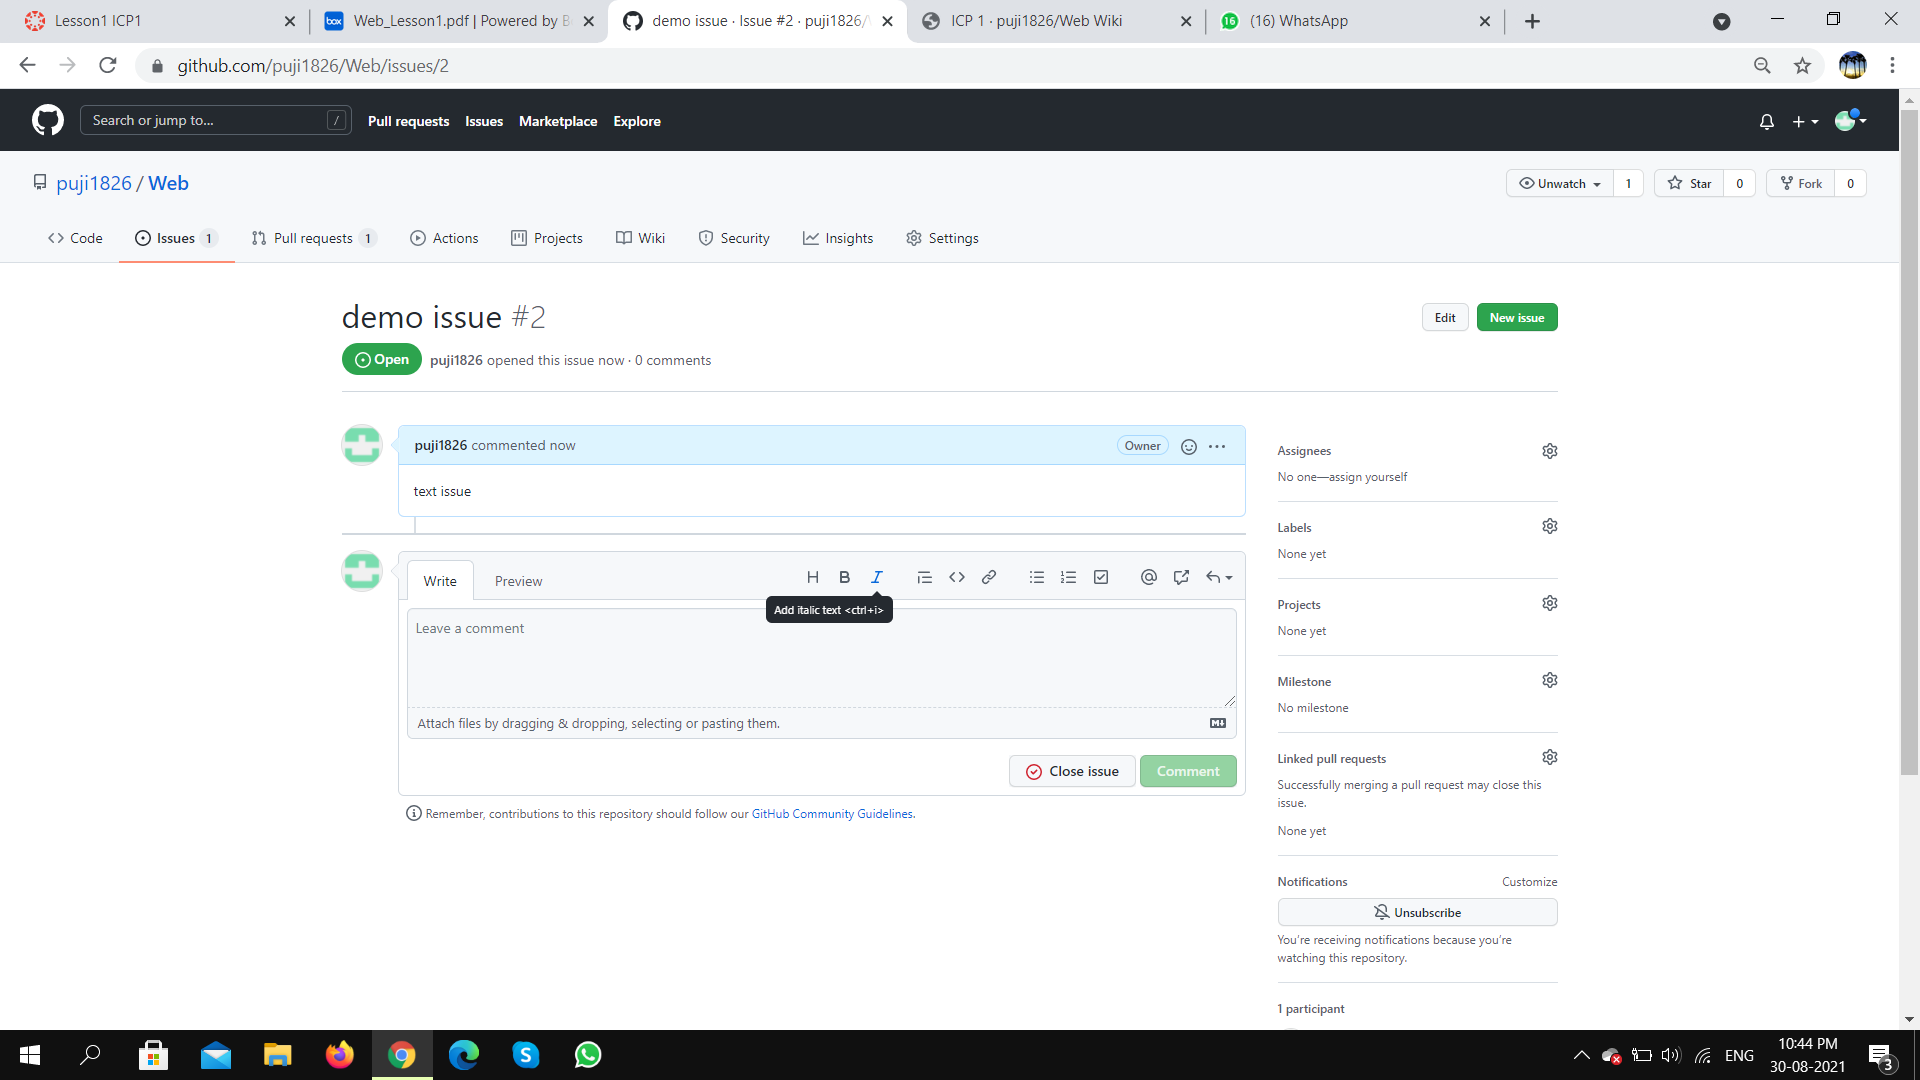 Lesson1 ICP1
Web_Lesson1.pdf | Powered by B
demo issue · Issue #2 · puji1826/
ICP 1 · puji1826/Web Wiki
16
(16) WhatsApp
github.com/puji1826/Web/issues/2
Search or jump to...
/
Pull requests
Issues
Marketplace
Explore
puji1826 / Web
Unwatch
1
Star
0
Fork
0
Code
Issues 1
Pull requests 1
Actions
Projects
Wiki
Security
Insights
Settings
demo issue #2
Edit
New issue
Open
puji1826 opened this issue now · 0 comments
puji1826 commented now
Owner
text issue
Write
Preview
H
B
I
Add italic text <ctrl+i>
Leave a comment
Attach files by dragging & dropping, selecting or pasting them.
Close issue
Comment
Remember, contributions to this repository should follow our GitHub Community Guidelines.
Assignees
No one—assign yourself
Labels
None yet
Projects
None yet
Milestone
No milestone
Linked pull requests
Successfully merging a pull request may close this
issue.
None yet
Notifications
Customize
Unsubscribe
You're receiving notifications because you're
watching this repository.
1 participant
box
ENG
10:44 PM
30-08-2021
3